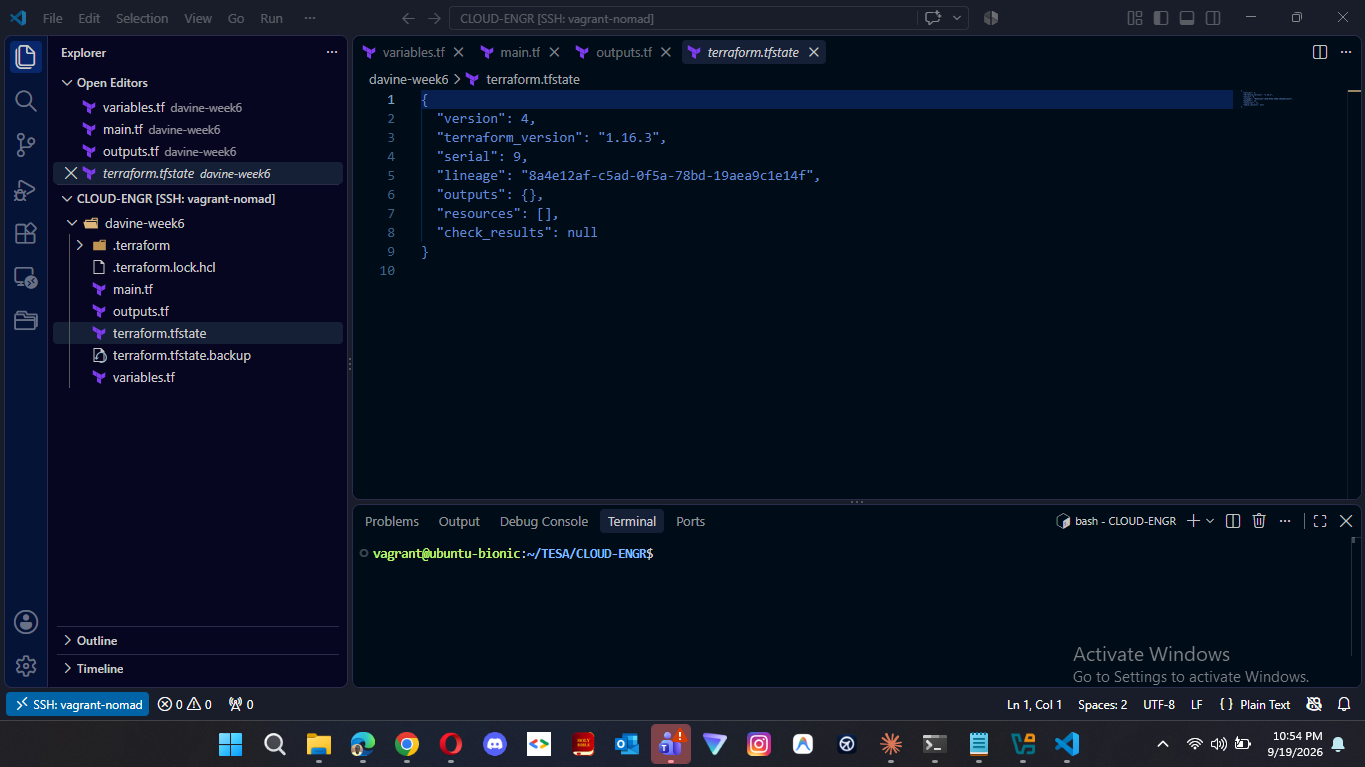 File Edit Selection View Go Run ···
CLOUD-ENGR [SSH: vagrant-nomad]
Explorer
Open Editors
variables.tf davine-week6
main.tf davine-week6
outputs.tf davine-week6
terraform.tfstate davine-week6
CLOUD-ENGR [SSH: vagrant-nomad]
davine-week6
.terraform
.terraform.lock.hcl
main.tf
outputs.tf
terraform.tfstate
terraform.tfstate.backup
variables.tf
Outline
Timeline
variables.tf main.tf outputs.tf terraform.tfstate
davine-week6 > terraform.tfstate
1 {
2 "version": 4,
3 "terraform_version": "1.16.3",
4 "serial": 9,
5 "lineage": "8a4e12af-c5ad-0f5a-78bd-19aea9c1e14f",
6 "outputs": {},
7 "resources": [],
8 "check_results": null
9 }
10
Problems Output Debug Console Terminal Ports
bash - CLOUD-ENGR
vagrant@ubuntu-bionic:~/TESA/CLOUD-ENGR$
Activate Windows
Go to Settings to activate Windows.
SSH: vagrant-nomad 0 0 0
Ln 1, Col 1 Spaces: 2 UTF-8 LF { } Plain Text
10:54 PM
9/19/2026